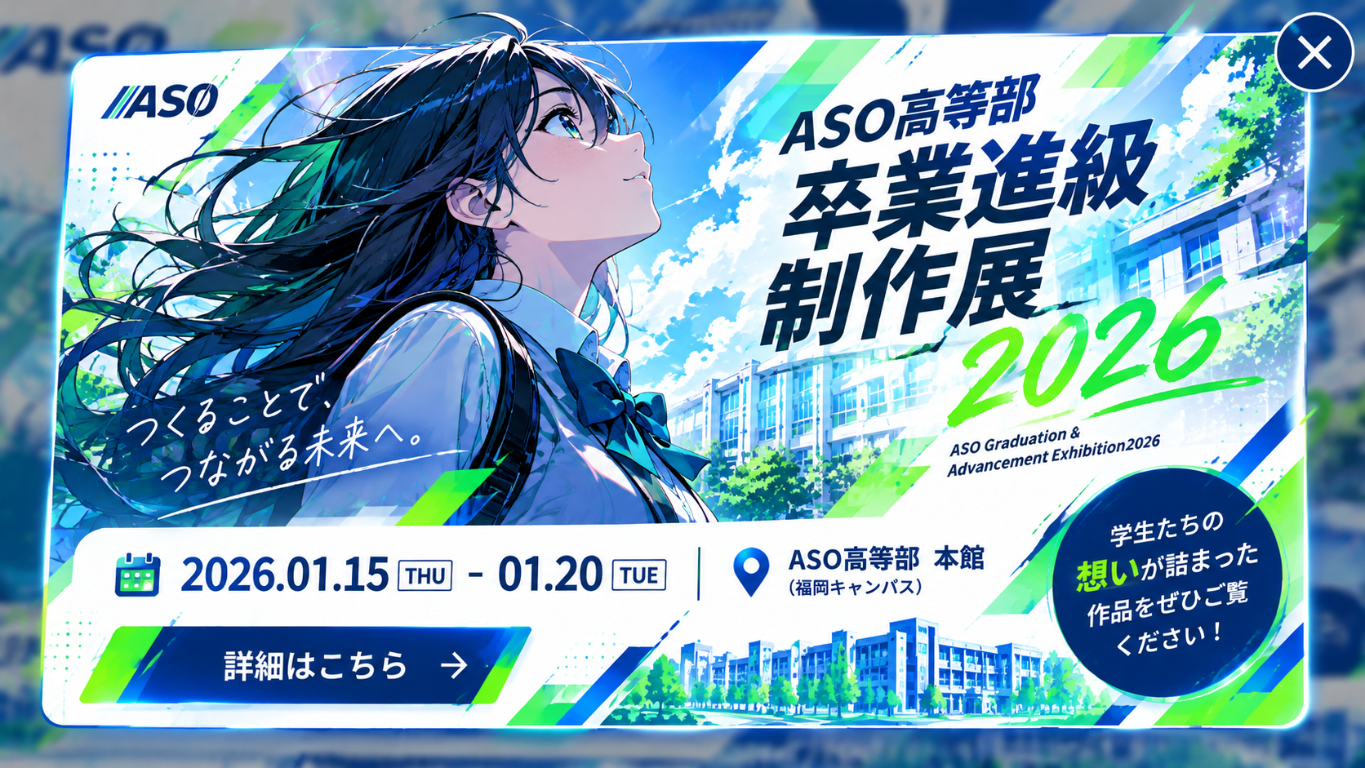 ASO
ASO高等部
卒業進級
制作展
2026
ASO Graduation &
Advancement Exhibition2026
つくることで、
つながる未来へ。
2026.01.15 THU - 01.20 TUE
ASO高等部 本館
(福岡キャンパス)
学生たちの
想いが詰まった
作品をぜひご覧
ください!
詳細はこちら →